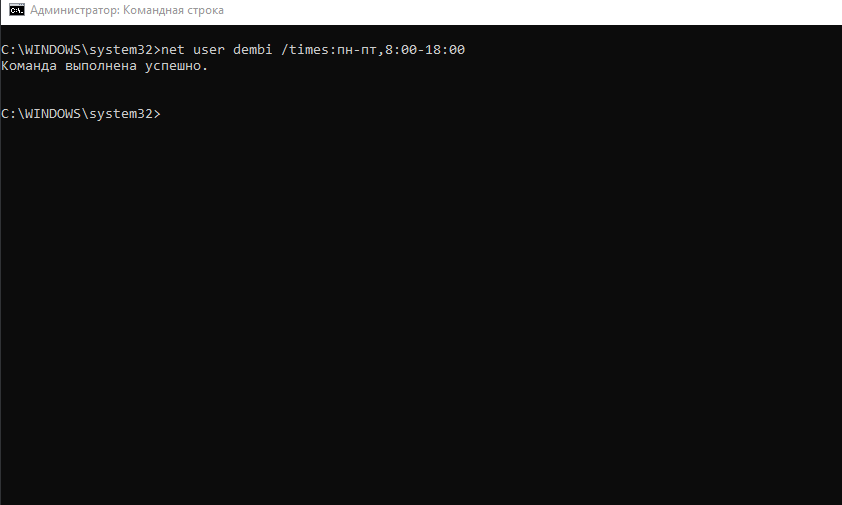 Администратор: Командная строка
C:\WINDOWS\system32>net user dembi /times:пн-пт,8:00-18:00
Команда выполнена успешно.
C:\WINDOWS\system32>